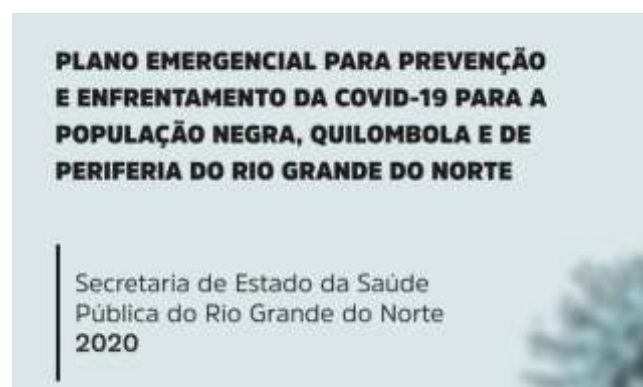 PLANO EMERGENCIAL PARA PREVENÇÃO
E ENFRENTAMENTO DA COVID-19 PARA A
POPULAÇÃO NEGRA, QUILOMBOLA E DE
PERIFERIA DO RIO GRANDE DO NORTE
Secretaria de Estado da Saúde
Pública do Rio Grande do Norte
2020